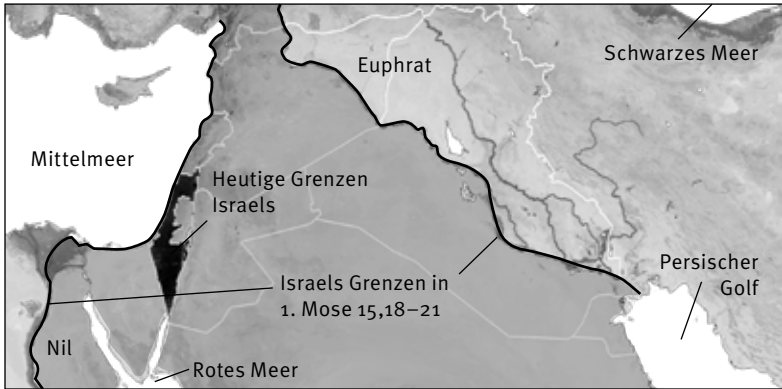 Schwarzes Meer
Euphrat
Mittelmeer
Heutige Grenzen
Israels
Persischer
Golf
Israels Grenzen in
1. Mose 15,18–21
Nil
Rotes Meer